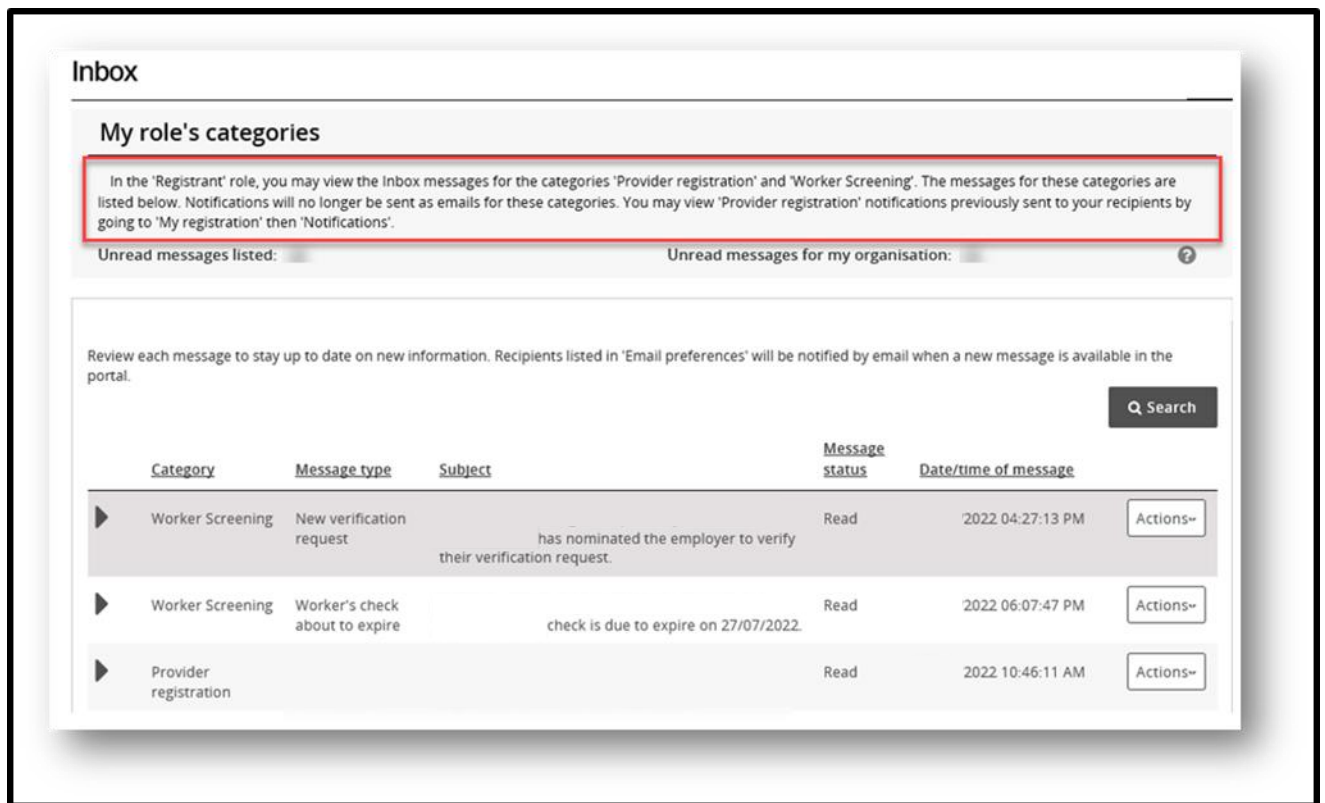 Inbox
My role's categories
In the 'Registrant' role, you may view the Inbox messages for the categories 'Provider registration' and 'Worker Screening'. The messages for these categories are
listed below. Notifications will no longer be sent as emails for these categories. You may view 'Provider registration' notifications previously sent to your recipients by
going to 'My registration' then 'Notifications'.
Unread messages listed: Unread messages for my organisation: ?
Review each message to stay up to date on new information. Recipients listed in 'Email preferences' will be notified by email when a new message is available in the
portal.
Search
Message
Category Message type Subject status Date/time of message
Worker Screening New verification Read 2022 04:27:13 PM Actions
request has nominated the employer to verify
their verification request.
Worker Screening Worker's check Read 2022 06:07:47 PM Actions
about to expire check is due to expire on 27/07/2022.
Provider Read 2022 10:46:11 AM Actions
registration